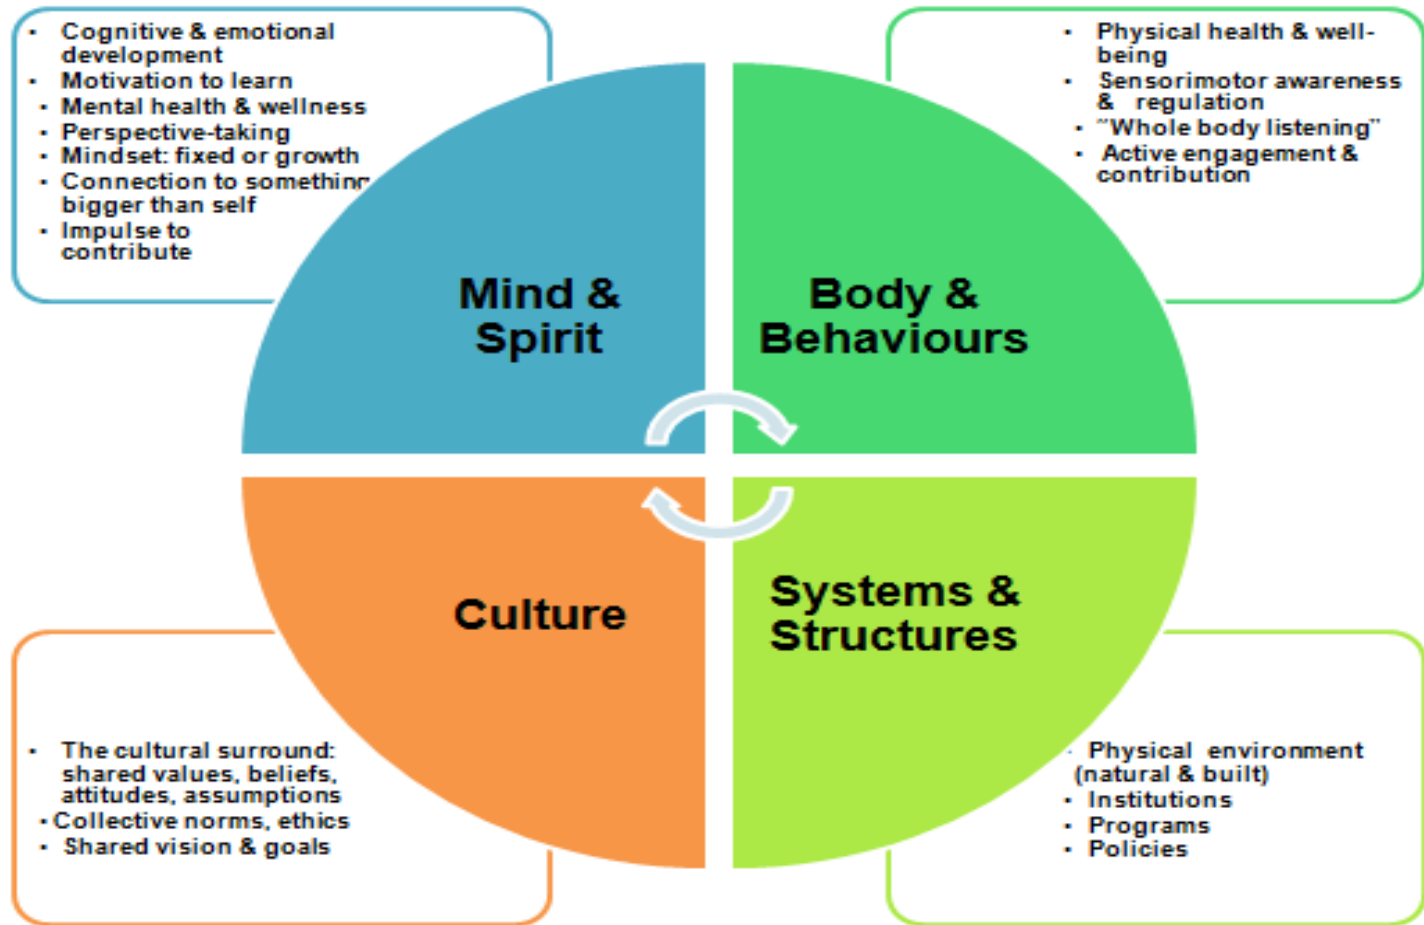 • Cognitive & emotional
development
• Motivation to learn
• Mental health & wellness
• Perspective-taking
• Mindset: fixed or growth
• Connection to somethin
bigger than self
• Impulse to
contribute
• Physical health & well-
being
• Sensorimotor awareness
& regulation
• "Whole body listening"
• Active engagement &
contribution
Mind &
Spirit
Body &
Behaviours
Culture
Systems &
Structures
• The cultural surround:
shared values, beliefs,
attitudes, assumptions
• Collective norms, ethics
• Shared vision & goals
• Physical environment
(natural & built)
• Institutions
• Programs
• Policies